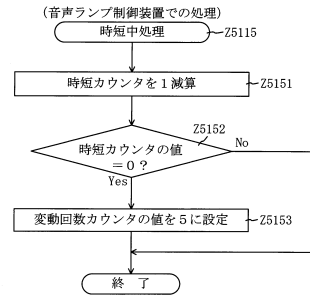 (音声ランプ制御装置での処理)
時短中処理
Z5115
時短カウンタを１減算
Z5151
Z5152
時短カウンタの値
＝０？
No
Yes
変動回数カウンタの値を５に設定
Z5153
終 了